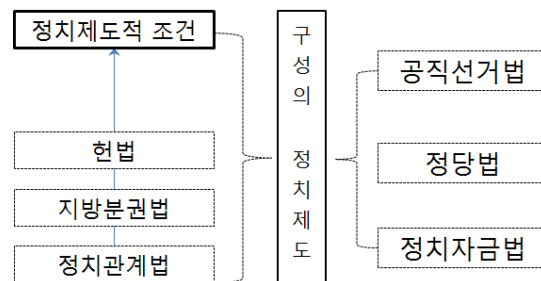 정치제도적 조건
헌법
지방분권법
정치관계법
구성의 정치제도
공직선거법
정당법
정치자금법